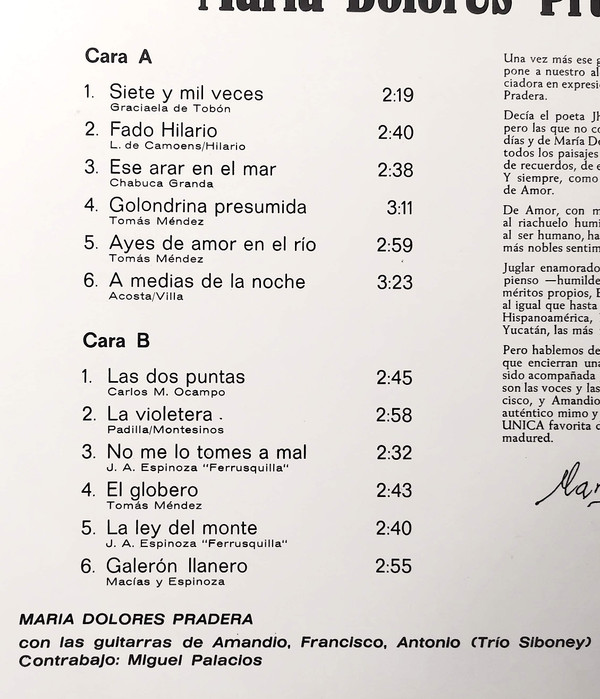 Maria Dolores
Cara A
1. Siete y mil veces 2:19
Graciaela de Tobón
2. Fado Hilario 2:40
L. de Camoens/Hilario
3. Ese arar en el mar 2:38
Chabuca Granda
4. Golondrina presumida 3:11
Tomás Méndez
5. Ayes de amor en el río 2:59
Tomás Méndez
6. A medias de la noche 3:23
Acosta/Villa
Cara B
1. Las dos puntas 2:45
Carlos M. Ocampo
2. La violetera . 2:58
Padilla/Montesinos
3. No me lo tomes a mal 2:32
J. A. Espinoza "Ferrusquilla"
4. El globero 2:43
Tomás Méndez
5. La ley del monte 2:40
J. A. Espinoza "Ferrusquilla"
6. Galerón llanero 2:55
Macías y Espinoza
MARIA DOLORES PRADERA
con las guitarras de Amandio, Francisco, Antonio (Trío Siboney)
Contrabajo: Miguel Palacios
Una vez más ese
pone a nuestro al
ciadora en expresi
Pradera.
Decía el poeta
pero las que no
días y de María
todos los paisajes
de recuerdos, de
Y siempre, como
de Amor.
De Amor, con
al riachuelo humi
al ser humano, ha
más nobles sentim
Juglar enamorado
pienso —humilde
méritos propios,
al igual que hasta
Hispanoamérica,
Yucatán, las más
Pero hablemos de
que encierran una
sido acompañada
son las voces y las
cisco, y Amandio
auténtico mimo y
UNICA favorita
madured.